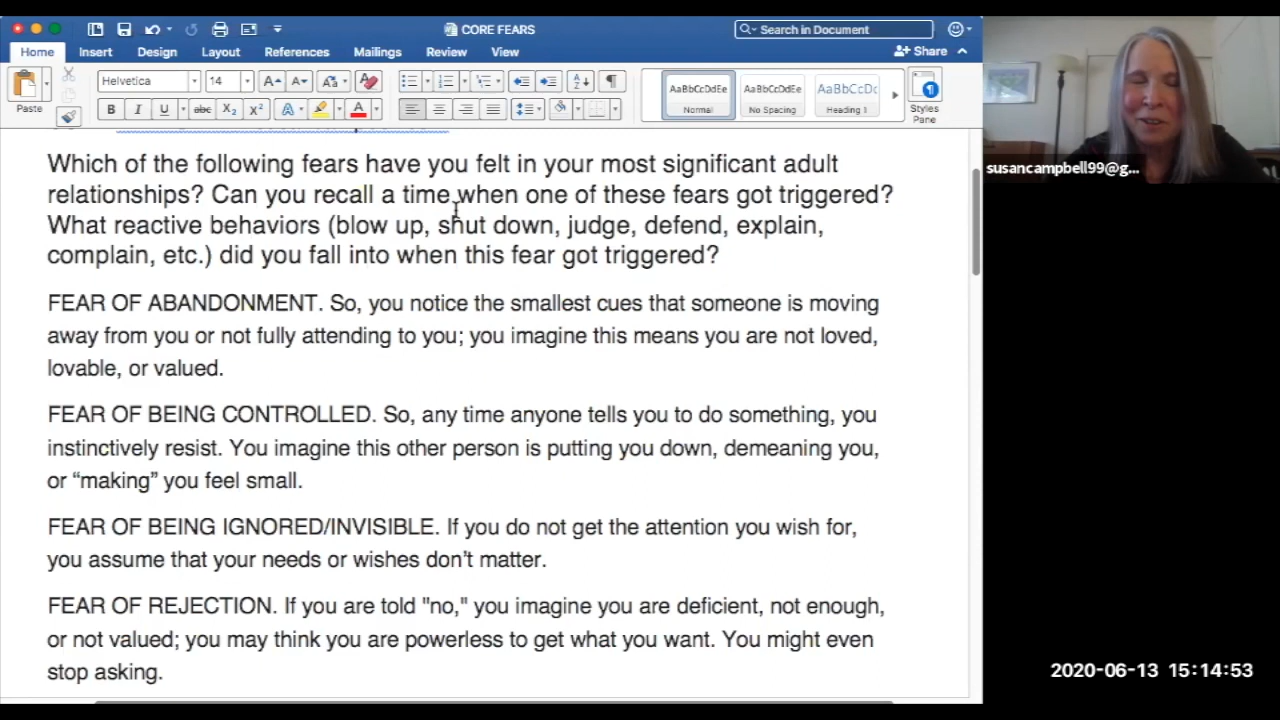 CORE FEARS
Search in Document
Home Insert Design Layout References Mailings Review View
Share
Paste
Helvetica 14
AaBbCcDdEe AaBbCcDdEe AaBbCcDc
Normal No Spacing Heading 1
Styles
Pane
B I U abc X2 X2 A A
Which of the following fears have you felt in your most significant adult
relationships? Can you recall a time when one of these fears got triggered?
What reactive behaviors (blow up, shut down, judge, defend, explain,
complain, etc.) did you fall into when this fear got triggered?
FEAR OF ABANDONMENT. So, you notice the smallest cues that someone is moving
away from you or not fully attending to you; you imagine this means you are not loved,
lovable, or valued.
FEAR OF BEING CONTROLLED. So, any time anyone tells you to do something, you
instinctively resist. You imagine this other person is putting you down, demeaning you,
or “making” you feel small.
FEAR OF BEING IGNORED/INVISIBLE. If you do not get the attention you wish for,
you assume that your needs or wishes don’t matter.
FEAR OF REJECTION. If you are told "no," you imagine you are deficient, not enough,
or not valued; you may think you are powerless to get what you want. You might even
stop asking.
susancampbell99@g...
2020-06-13 15:14:53